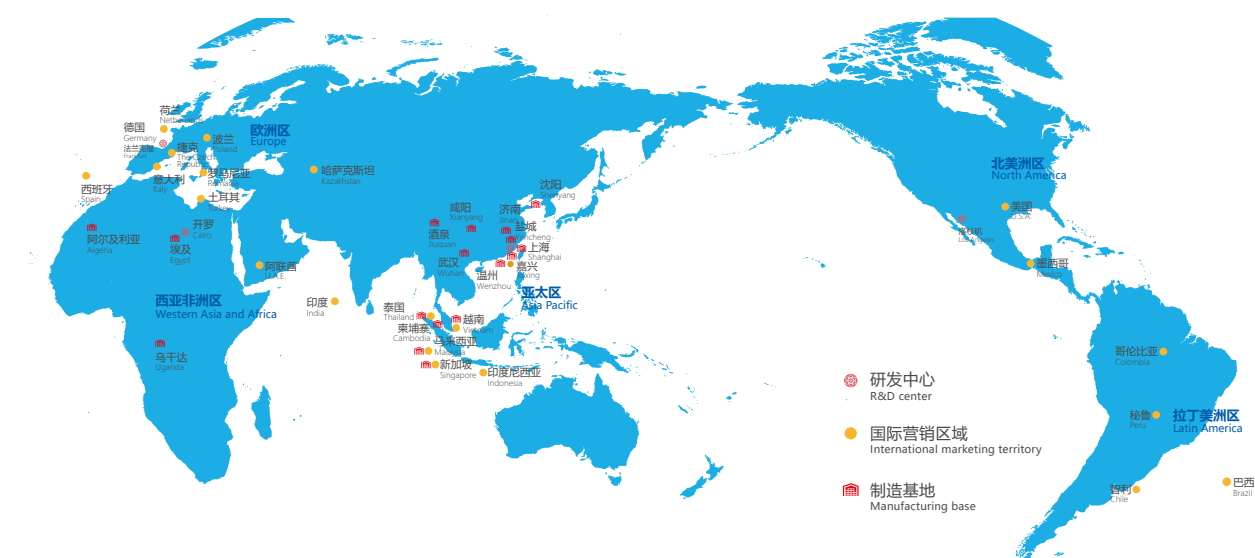 荷兰
Netherlands
德国
Germany
法兰克福
Frankfurt
捷克
The Czech
Republic
波兰
Poland
欧洲区
Europe
西班牙
Spain
意大利
Italy
罗马尼亚
Romania
土耳其
Turkey
哈萨克斯坦
Kazakhstan
阿尔及利亚
Algeria
开罗
Cairo
埃及
Egypt
阿联酋
U.A.E.
西亚非洲区
Western Asia and Africa
乌干达
Uganda
印度
India
沈阳
Shenyang
咸阳
Xianyang
济南
Jinan
酒泉
Jiuquan
盐城
Yancheng
上海
Shanghai
武汉
Wuhan
嘉兴
Jiaxing
温州
Wenzhou
亚太区
Asia Pacific
泰国
Thailand
越南
Vietnam
柬埔寨
Cambodia
马来西亚
Malaysia
新加坡
Singapore
印度尼西亚
Indonesia
北美洲区
North America
美国
U.S.A.
洛杉矶
Los Angeles
墨西哥
Mexico
哥伦比亚
Colombia
秘鲁
Peru
拉丁美洲区
Latin America
智利
Chile
巴西
Brazil
研发中心
R&D center
国际营销区域
International marketing territory
制造基地
Manufacturing base